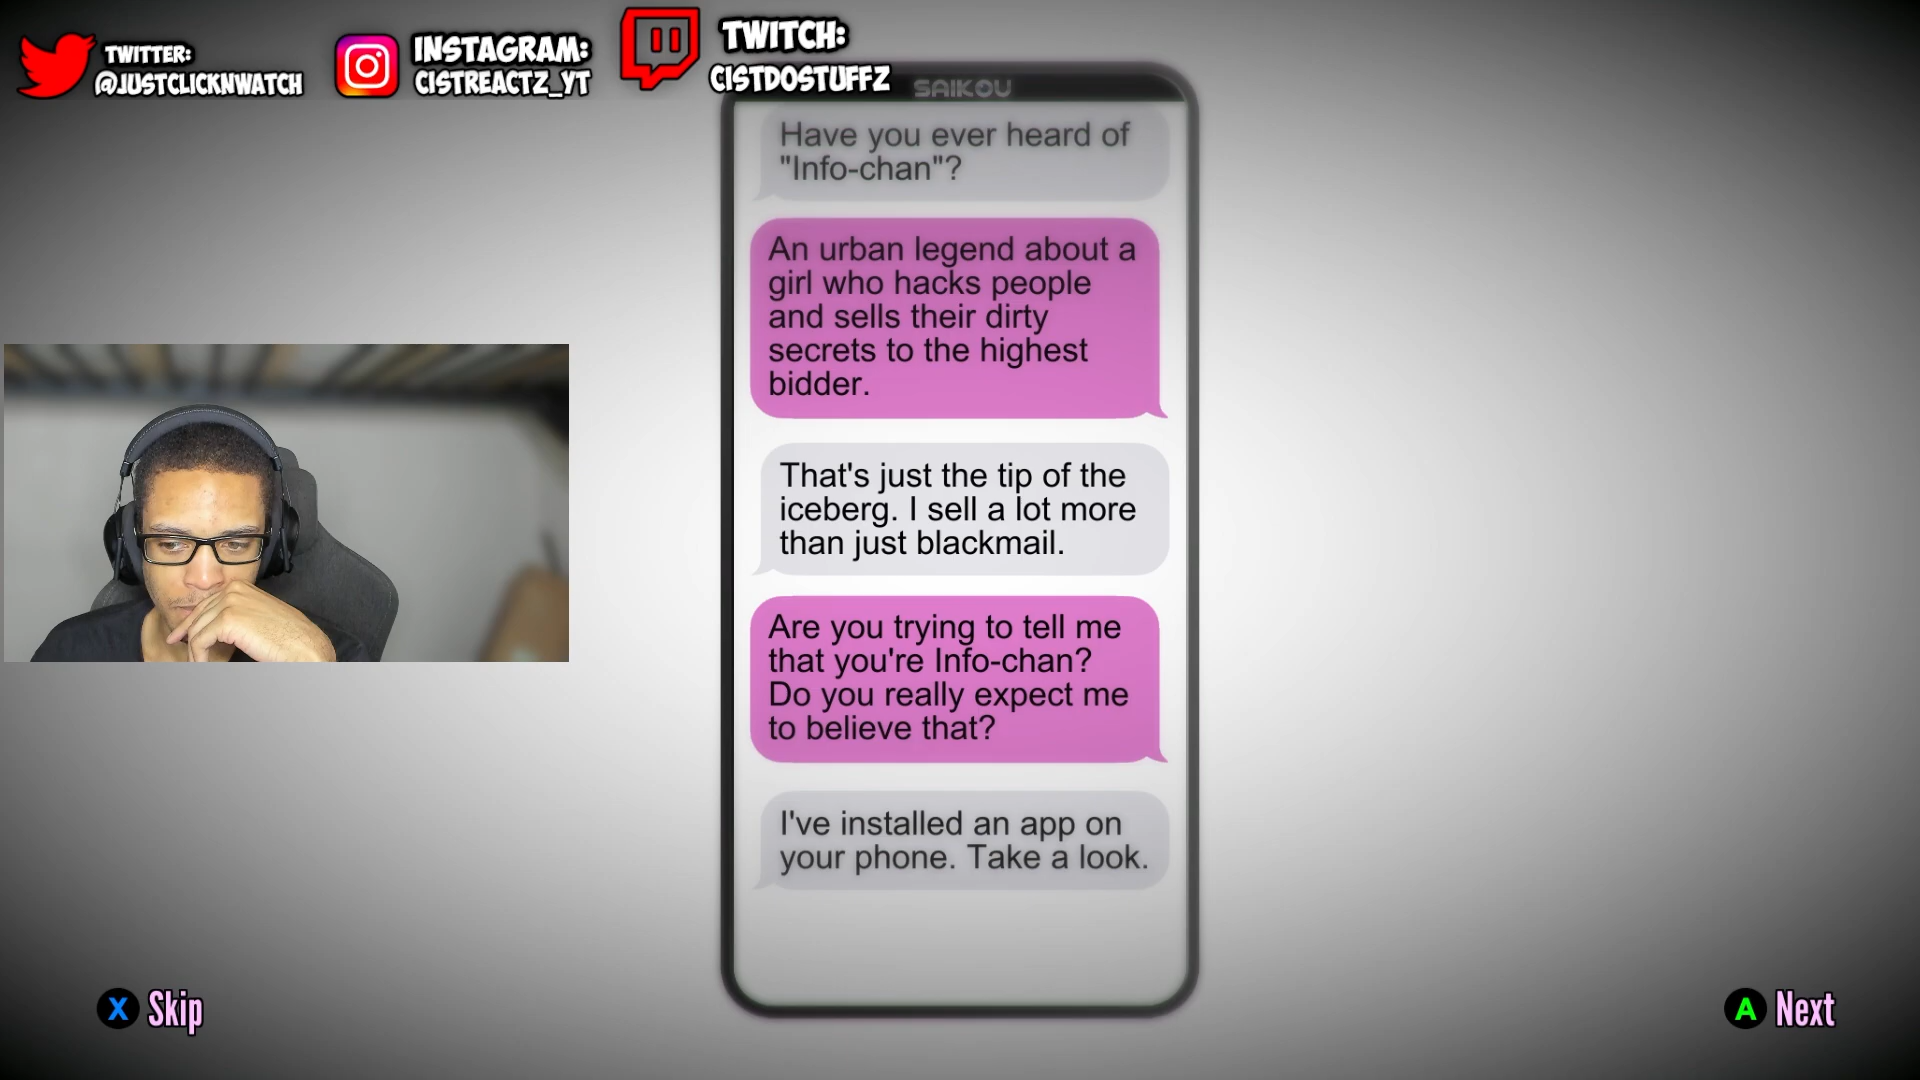 TWITTER:
@JUSTCLICKNWATCH
INSTAGRAM:
CISTREACTZ_YT
TWITCH:
CISTDOSTUFFZ
SAIKOU
Have you ever heard of
"Info-chan"?
An urban legend about a
girl who hacks people
and sells their dirty
secrets to the highest
bidder.
That's just the tip of the
iceberg. I sell a lot more
than just blackmail.
Are you trying to tell me
that you're Info-chan?
Do you really expect me
to believe that?
I've installed an app on
your phone. Take a look.
X Skip
A Next